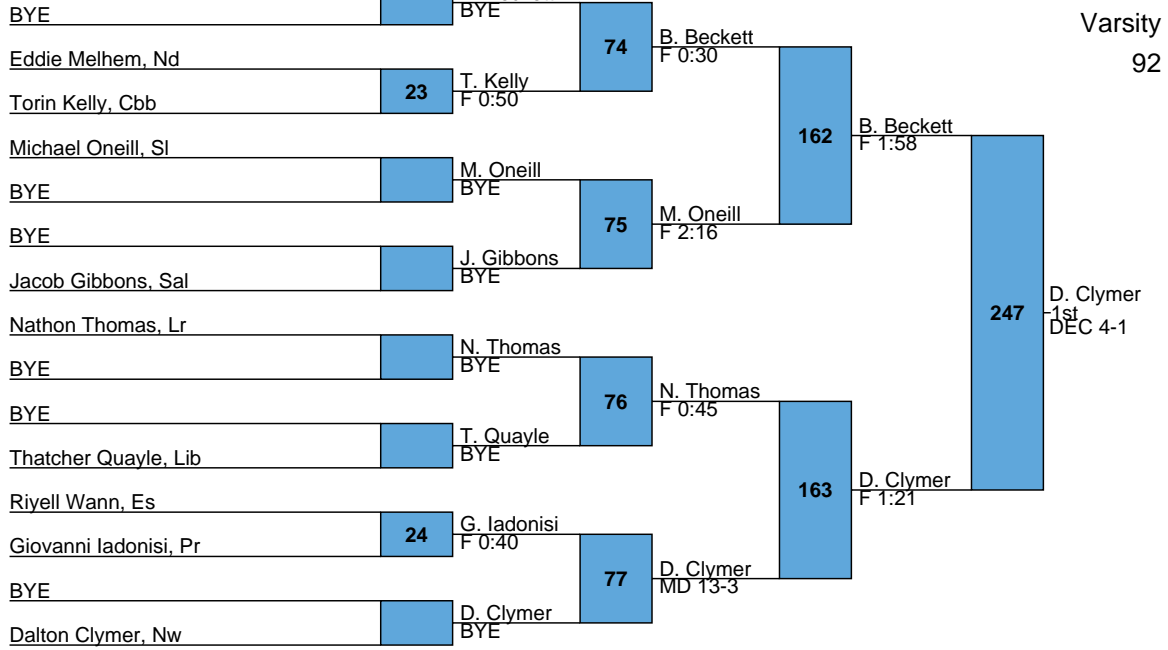 BYE
BYE
Varsity
92
Eddie Melhem, Nd
Torin Kelly, Cbb
23
T. Kelly
F 0:50
74
B. Beckett
F 0:30
Michael Oneill, Sl
BYE
M. Oneill
BYE
BYE
Jacob Gibbons, Sal
J. Gibbons
BYE
75
M. Oneill
F 2:16
162
B. Beckett
F 1:58
Nathon Thomas, Lr
BYE
N. Thomas
BYE
BYE
Thatcher Quayle, Lib
T. Quayle
BYE
76
N. Thomas
F 0:45
Riyell Wann, Es
Giovanni Iadonisi, Pr
24
G. Iadonisi
F 0:40
BYE
Dalton Clymer, Nw
D. Clymer
BYE
77
D. Clymer
MD 13-3
163
D. Clymer
F 1:21
247
D. Clymer
1st
DEC 4-1